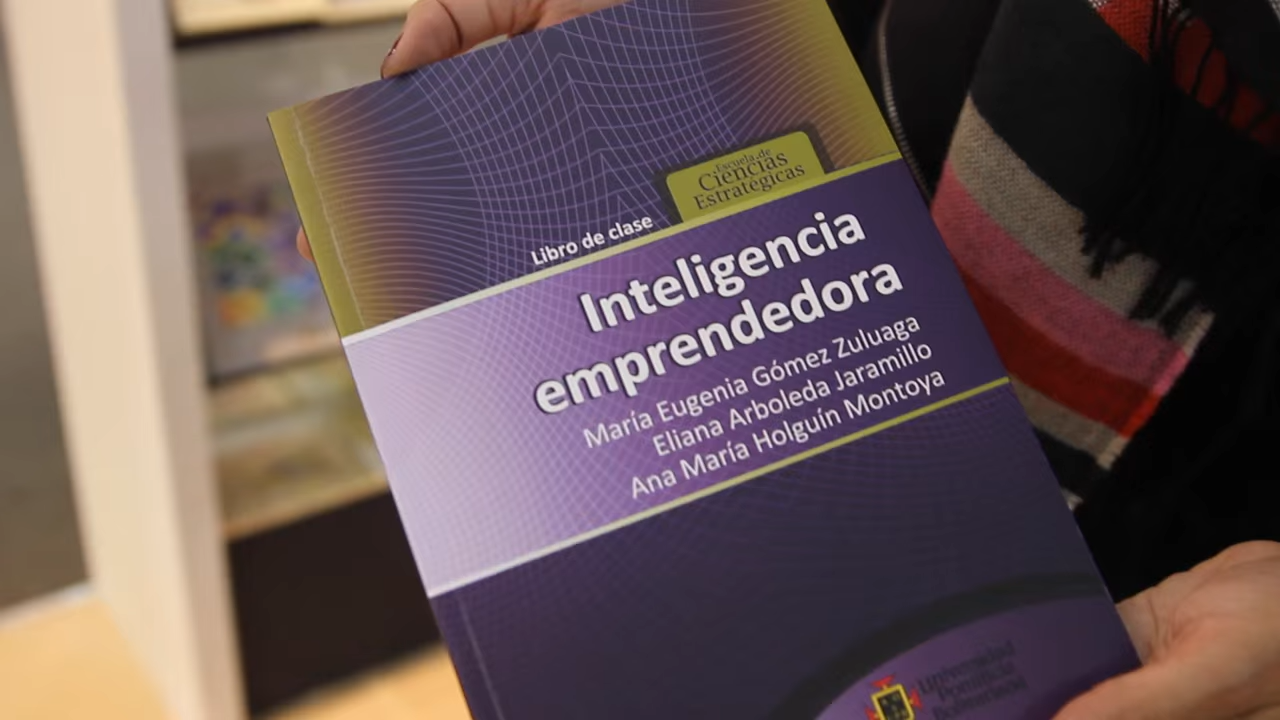 Escuela de
Ciencias
Estratégicas
Libro de clase
Inteligencia
emprendedora
María Eugenia Gómez Zuluaga
Eliana Arboleda Jaramillo
Ana María Holguín Montoya
Universidad
Pontificia
Bolivariana